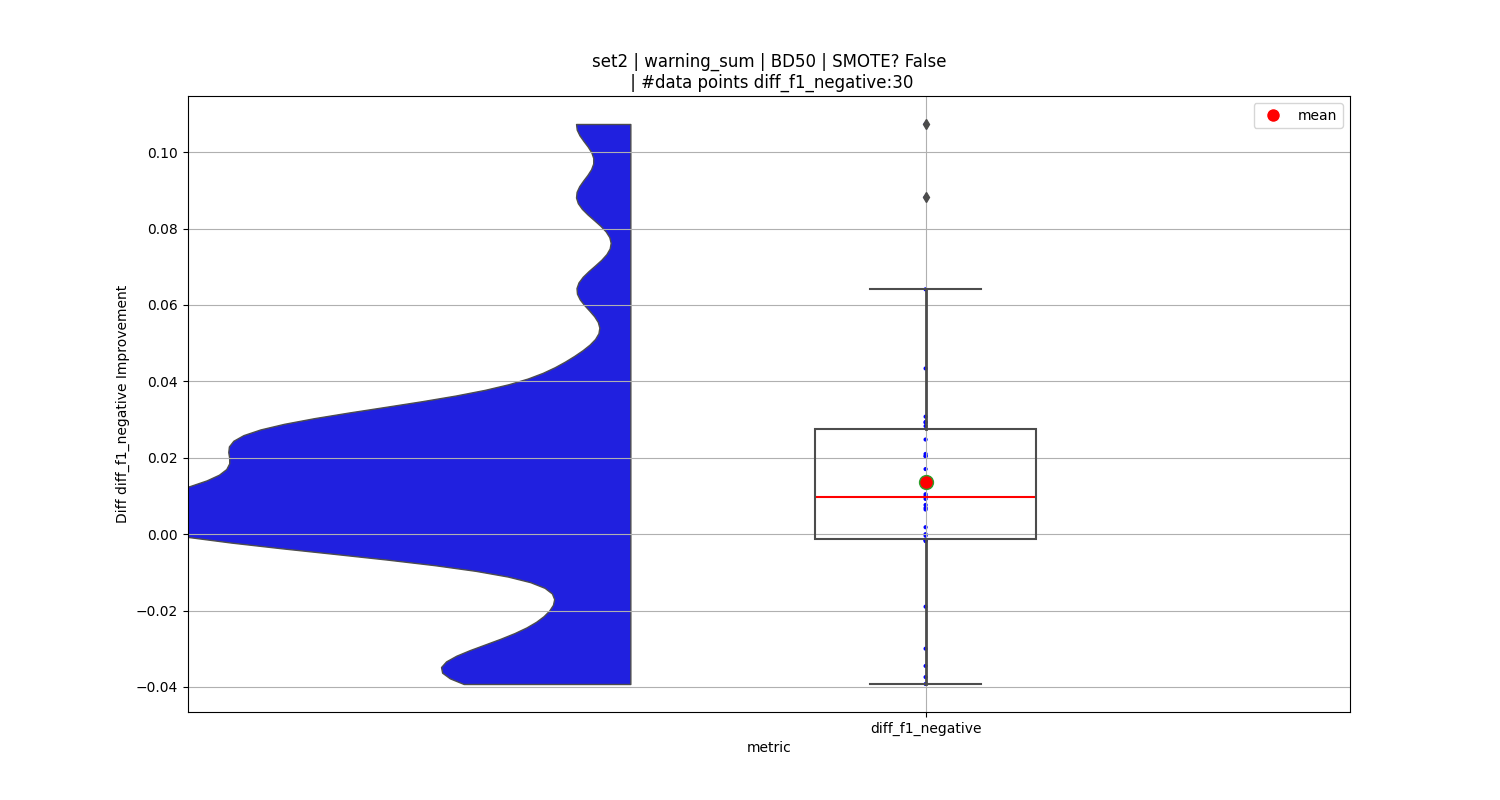 set2 | warning_sum | BD50 | SMOTE? False
| #data points diff_f1_negative:30
mean
0.10
0.08
0.06
0.04
0.02
0.00
−0.02
−0.04
Diff diff_f1_negative Improvement
diff_f1_negative
metric